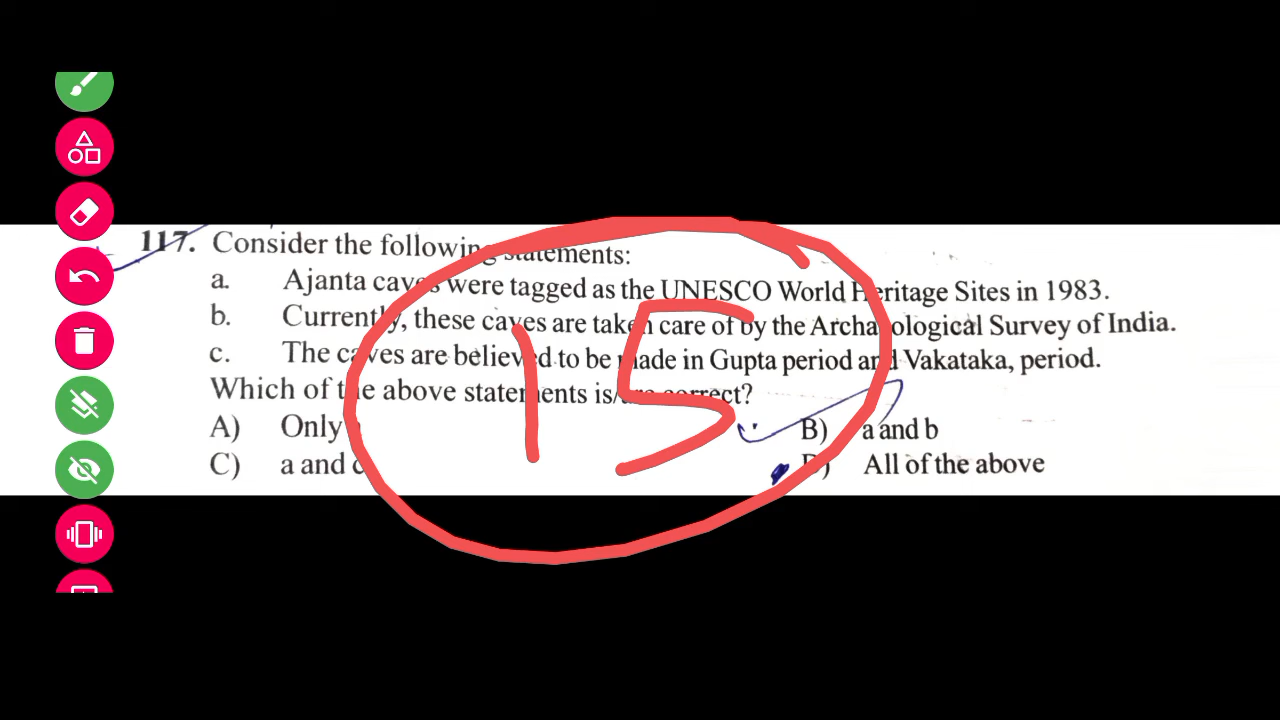 117. Consider the following statements:
a. Ajanta caves were tagged as the UNESCO World Heritage Sites in 1983.
b. Currently, these caves are taken care of by the Archaeological Survey of India.
c. The caves are believed to be made in Gupta period and Vakataka, period.
Which of the above statements is/are correct?
A) Only B) a and b
C) a and c D) All of the above
15